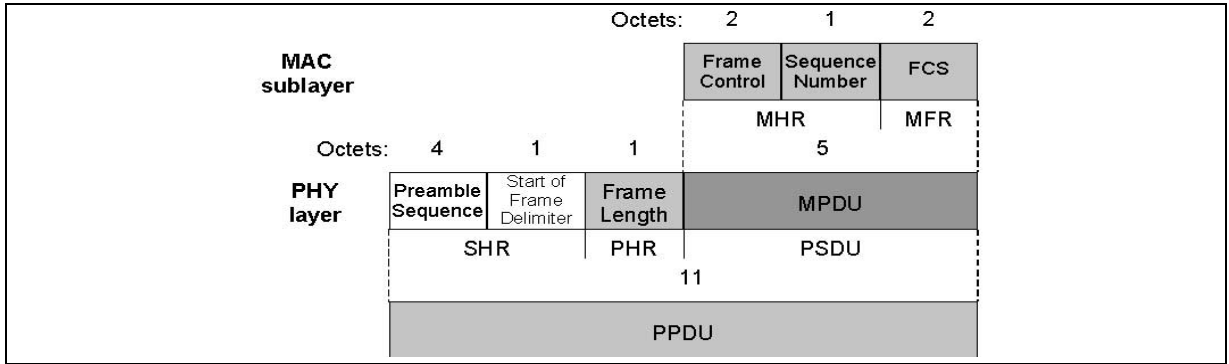 Octets: 2 1 2
MAC sublayer
Frame Control
Sequence Number
FCS
MHR
MFR
Octets: 4 1 1 5
PHY layer
Preamble Sequence
Start of Frame Delimiter
Frame Length
MPDU
SHR
PHR
PSDU
11
PPDU